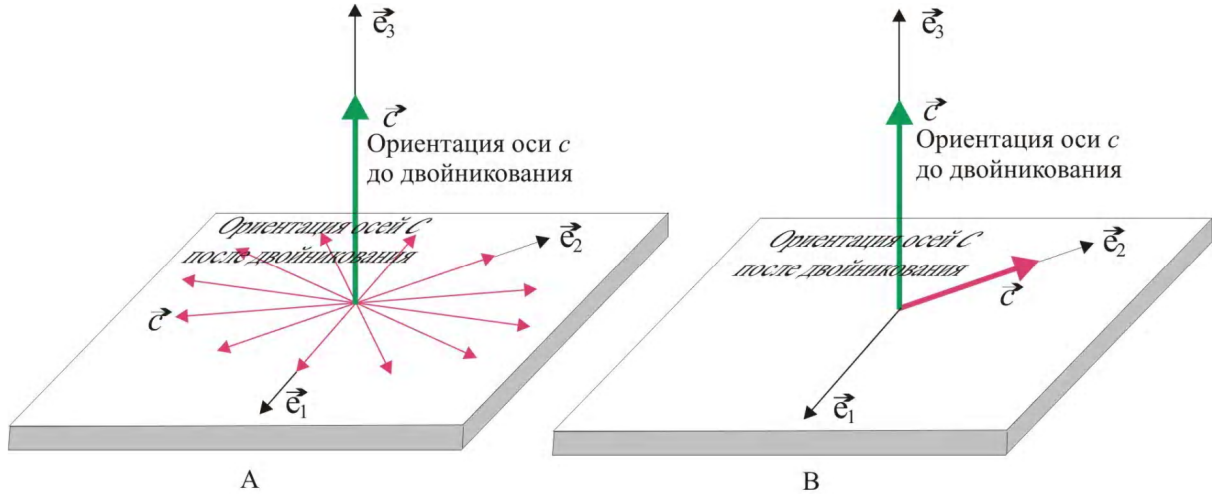 e₃
c
Ориентация оси c
до двойникования
Ориентация осей C
после двойникования
e₂
c
e₁
A
e₃
c
Ориентация оси c
до двойникования
Ориентация осей C
после двойникования
e₂
c
e₁
B